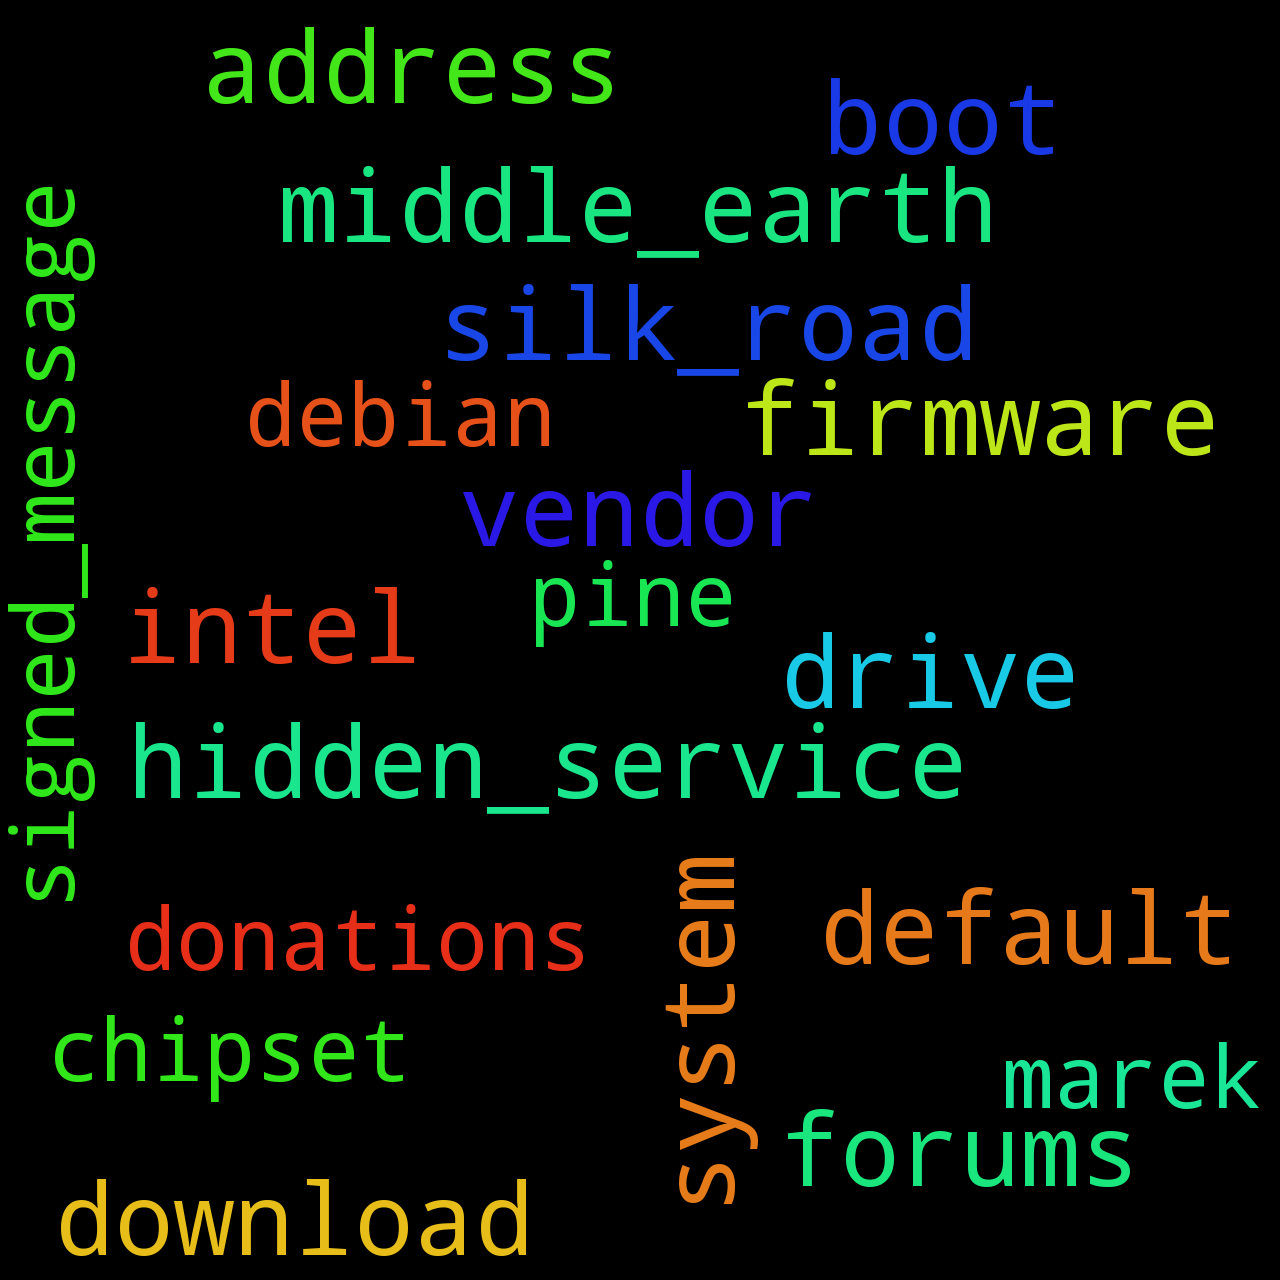 address
boot
middle_earth
signed_message
silk_road
debian
firmware
vendor
pine
intel
drive
hidden_service
system
default
donations
chipset
marek
forums
download